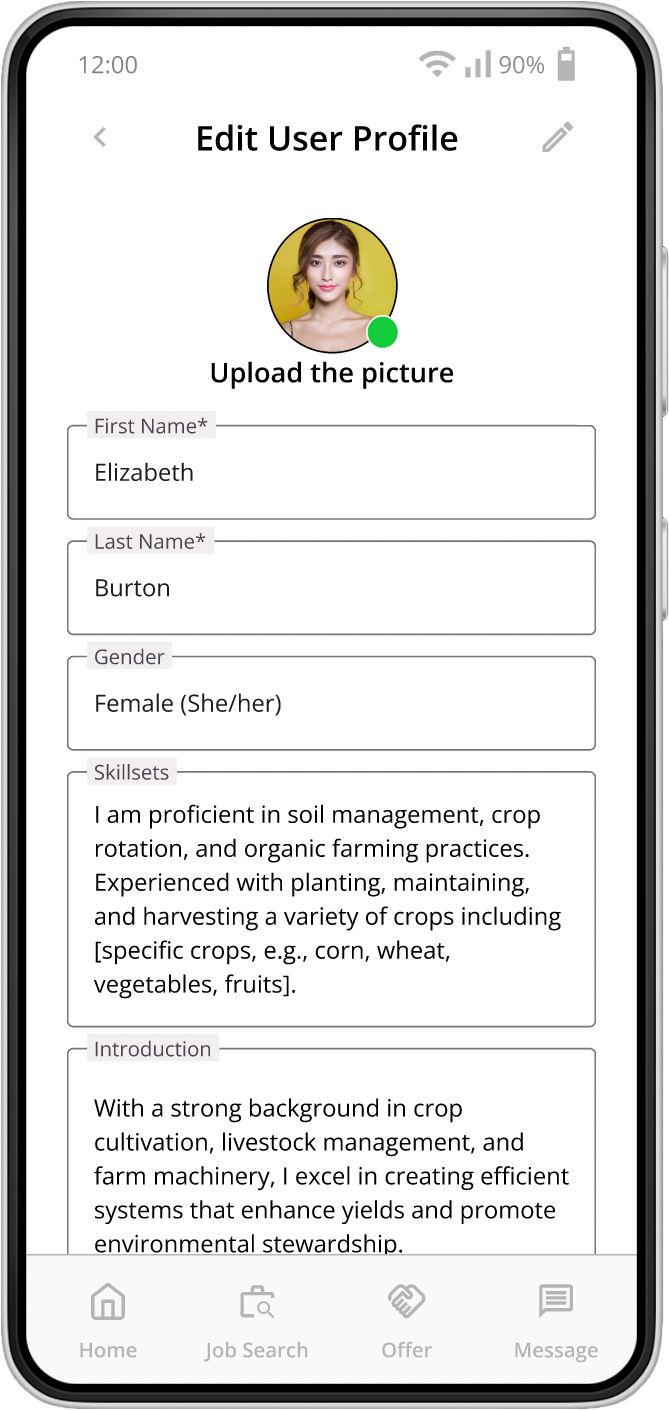 12:00 90%
Edit User Profile
Upload the picture
First Name*
Elizabeth
Last Name*
Burton
Gender
Female (She/her)
Skillsets
I am proficient in soil management, crop
rotation, and organic farming practices.
Experienced with planting, maintaining,
and harvesting a variety of crops including
[specific crops, e.g., corn, wheat,
vegetables, fruits].
Introduction
With a strong background in crop
cultivation, livestock management, and
farm machinery, I excel in creating efficient
systems that enhance yields and promote
environmental stewardship.
Home Job Search Offer Message